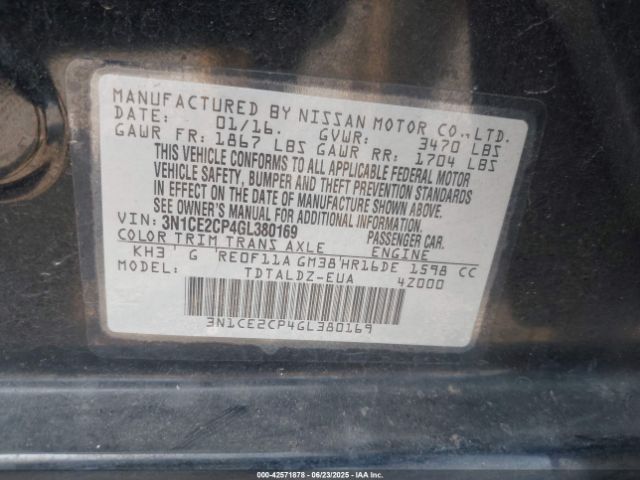 MANUFACTURED BY NISSAN MOTOR CO., LTD.
DATE: 01/16. GVWR: 3470 LBS
GAWR FR: 1867 LBS GAWR RR: 1704 LBS
THIS VEHICLE CONFORMS TO ALL APPLICABLE FEDERAL MOTOR
VEHICLE SAFETY, BUMPER AND THEFT PREVENTION STANDARDS
IN EFFECT ON THE DATE OF MANUFACTURE SHOWN ABOVE.
SEE OWNER'S MANUAL FOR ADDITIONAL INFORMATION.
VIN: 3N1CE2CP4GL380169 PASSENGER CAR.
COLOR TRIM TRANS AXLE ENGINE
KH3 G RE0F11A GM38 HR16DE 1598 CC
MODEL: TDTALDZ-EUA 42000
3N1CE2CP4GL380169
000-42571878 - 06/23/2025 - IAAI, Inc.